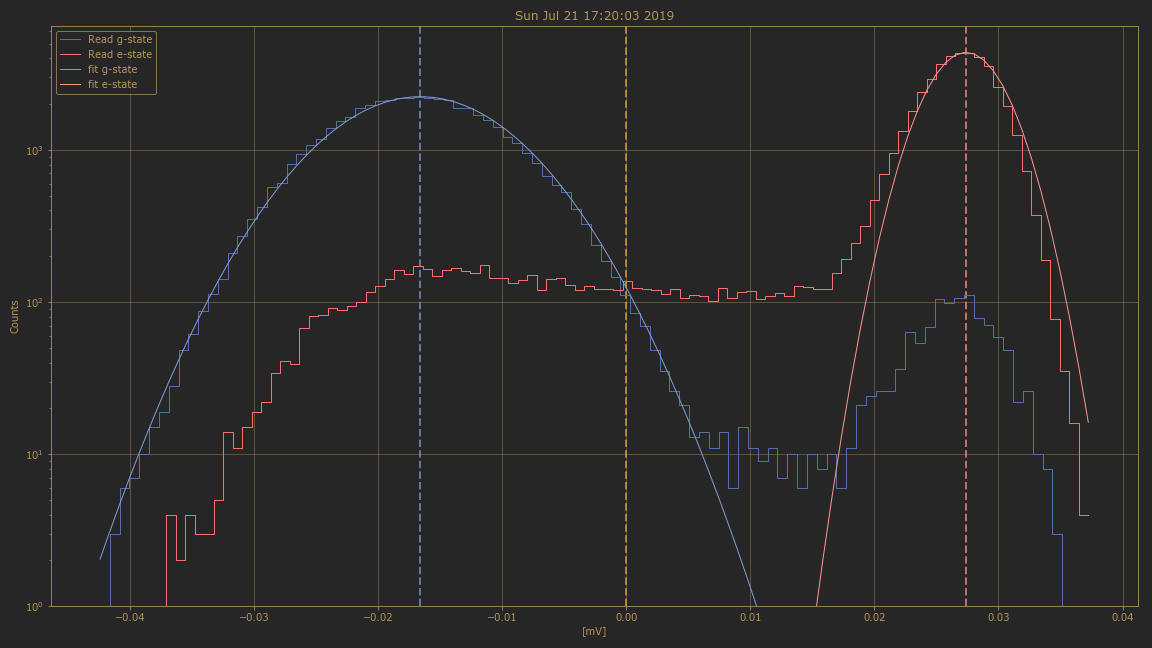 Sun Jul 21 17:20:03 2019
Read g-state
Read e-state
fit g-state
fit e-state
Counts
10³
10²
10¹
10⁰
−0.04 −0.03 −0.02 −0.01 0.00 0.01 0.02 0.03 0.04
[mV]